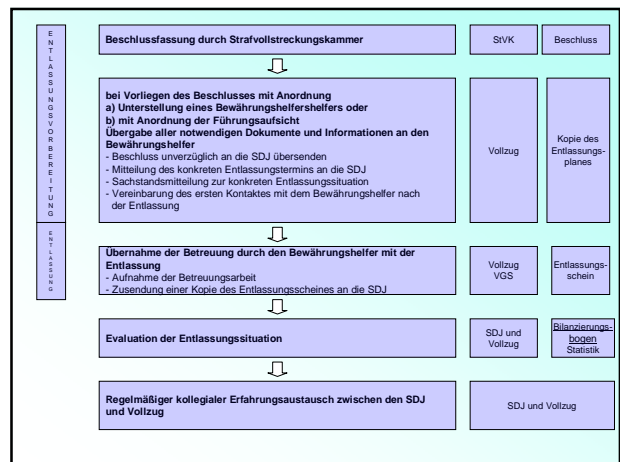 ENTLASSUNGSVORBEREITUNG
Beschlussfassung durch Strafvollstreckungskammer
StVK
Beschluss
bei Vorliegen des Beschlusses mit Anordnung
a) Unterstellung eines Bewährungshelfershelfers oder
b) mit Anordnung der Führungsaufsicht
Übergabe aller notwendigen Dokumente und Informationen an den
Bewährungshelfer
- Beschluss unverzüglich an die SDJ übersenden
- Mitteilung des konkreten Entlassungstermins an die SDJ
- Sachstandsmitteilung zur konkreten Entlassungssituation
- Vereinbarung des ersten Kontaktes mit dem Bewährungshelfer nach
der Entlassung
Vollzug
Kopie des
Entlassungs-
planes
ENTLASSUNG
Übernahme der Betreuung durch den Bewährungshelfer mit der
Entlassung
- Aufnahme der Betreuungsarbeit
- Zusendung einer Kopie des Entlassungsscheines an die SDJ
Vollzug
VGS
Entlassungs-
schein
Evaluation der Entlassungssituation
SDJ und
Vollzug
Bilanzierungs-
bogen
Statistik
Regelmäßiger kollegialer Erfahrungsaustausch zwischen den SDJ
und Vollzug
SDJ und Vollzug